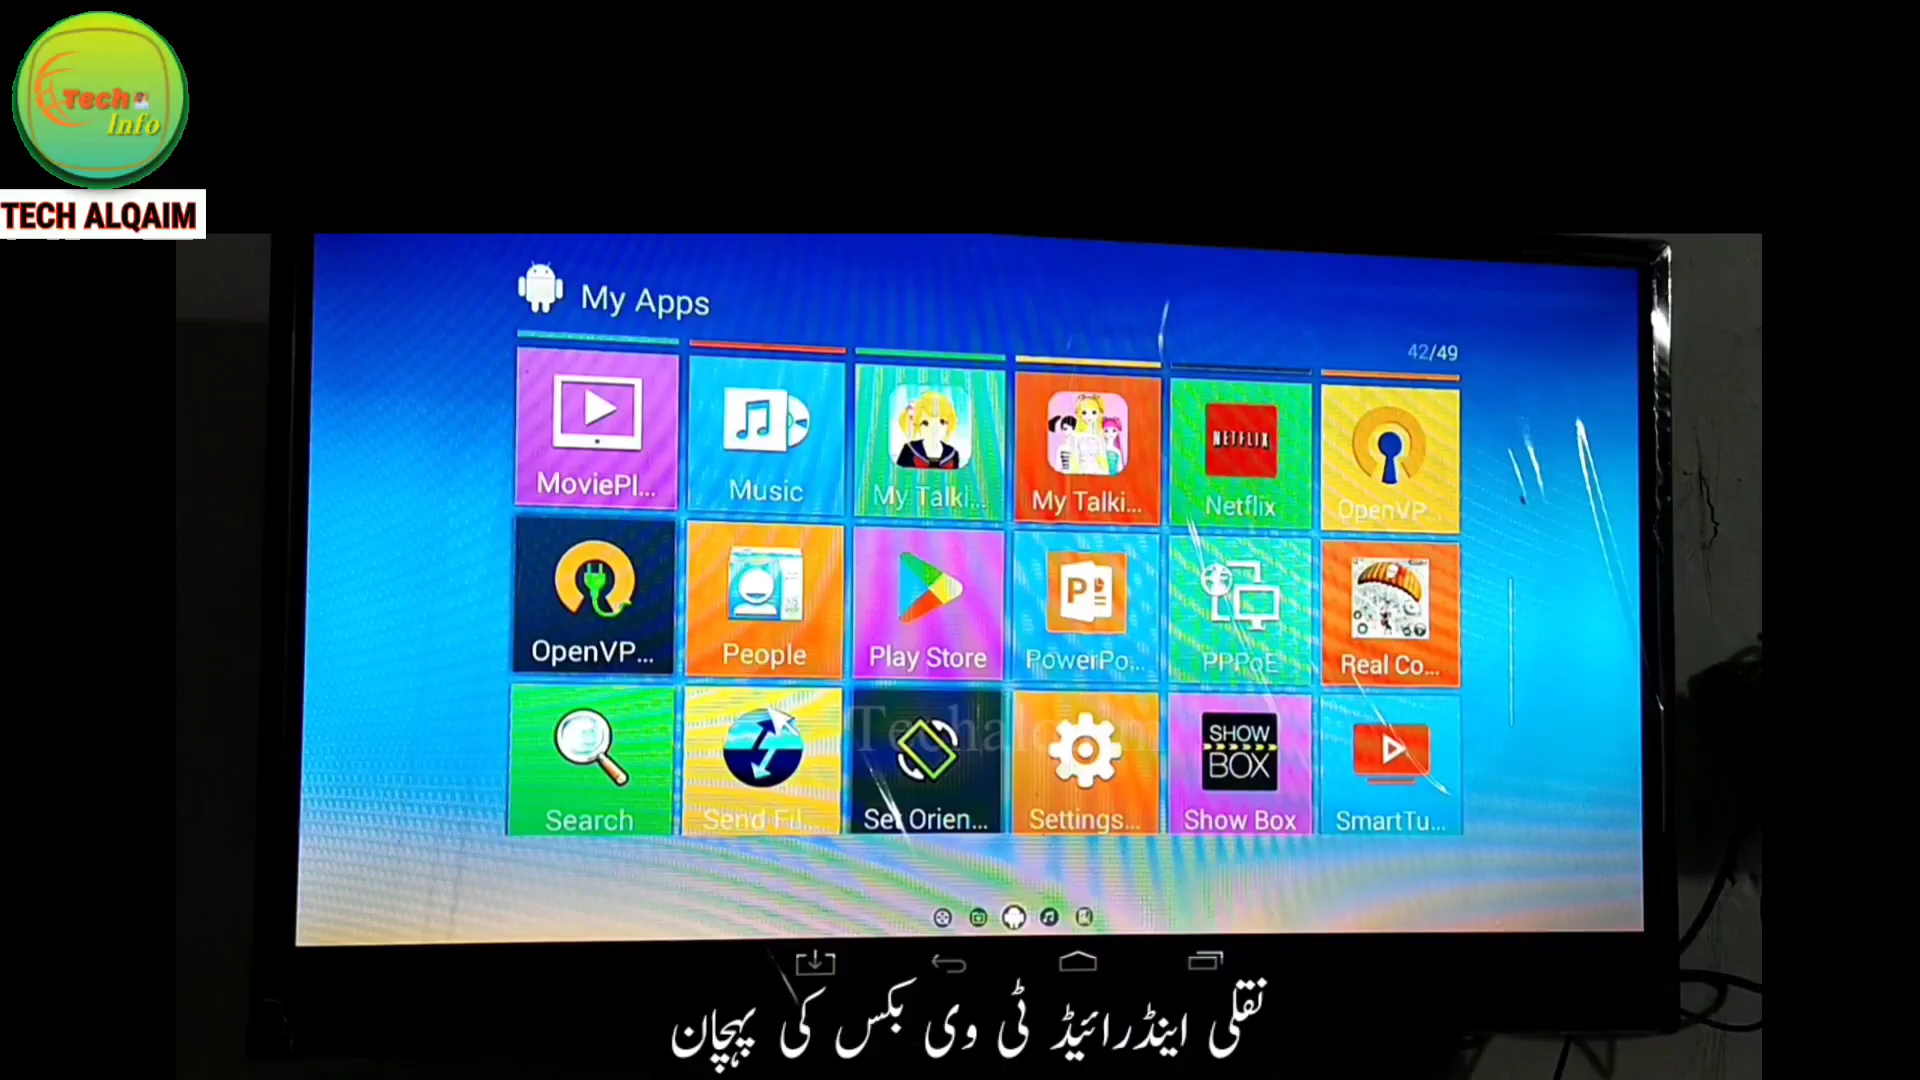 Tech
Info
TECH ALQAIM
My Apps
42/49
MoviePl...
Music
My Talki...
My Talki...
NETFLIX
Netflix
OpenVP...
OpenVP...
People
Play Store
P
PowerPo...
PPPoE
Real Co...
Techalqaim
SHOW
BOX
Search
Send Fil...
Set Orien...
Settings...
Show Box
SmartTu...
نقلی اینڈرائیڈ ٹی وی بکس کی پہچان